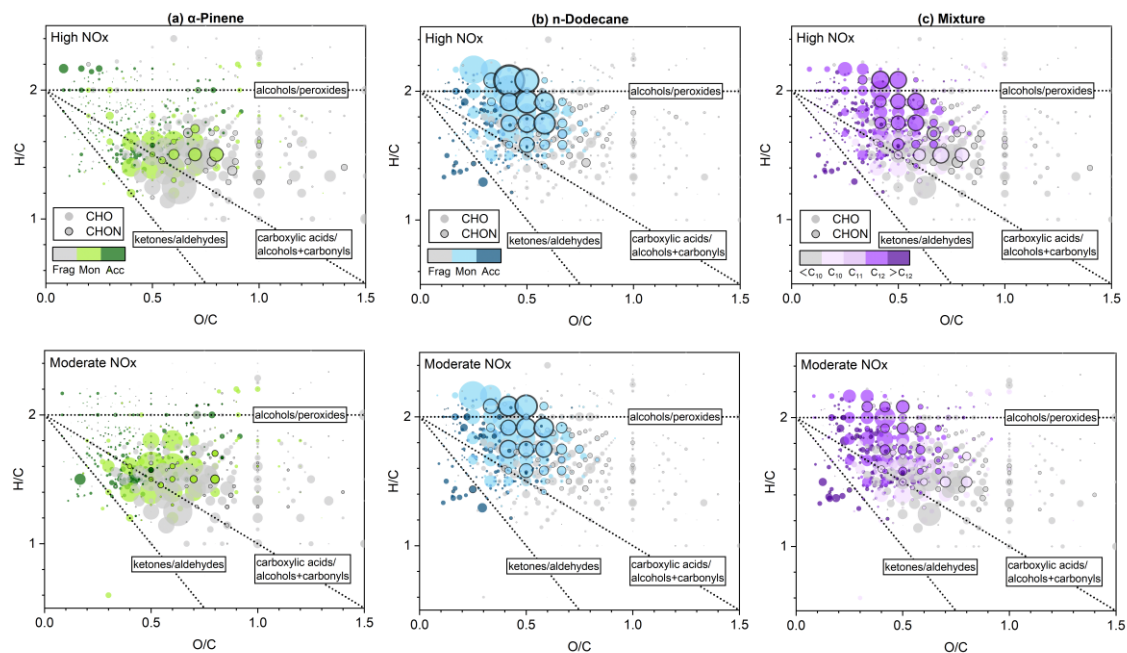 (a) α-Pinene
High NOx
2
1
H/C
alcohols/peroxides
CHO
CHON
Frag Mon Acc
ketones/aldehydes
carboxylic acids/
alcohols+carbonyls
0.0 0.5 1.0 1.5
O/C
(b) n-Dodecane
High NOx
2
1
H/C
alcohols/peroxides
CHO
CHON
Frag Mon Acc
ketones/aldehydes
carboxylic acids/
alcohols+carbonyls
0.0 0.5 1.0 1.5
O/C
(c) Mixture
High NOx
2
1
H/C
alcohols/peroxides
CHO
CHON
<C₁₀ C₁₀ C₁₁ C₁₂ >C₁₂
ketones/aldehydes
carboxylic acids/
alcohols+carbonyls
0.0 0.5 1.0 1.5
O/C
Moderate NOx
2
1
H/C
alcohols/peroxides
ketones/aldehydes
carboxylic acids/
alcohols+carbonyls
0.0 0.5 1.0 1.5
O/C
Moderate NOx
2
1
H/C
alcohols/peroxides
ketones/aldehydes
carboxylic acids/
alcohols+carbonyls
0.0 0.5 1.0 1.5
O/C
Moderate NOx
2
1
H/C
alcohols/peroxides
ketones/aldehydes
carboxylic acids/
alcohols+carbonyls
0.0 0.5 1.0 1.5
O/C